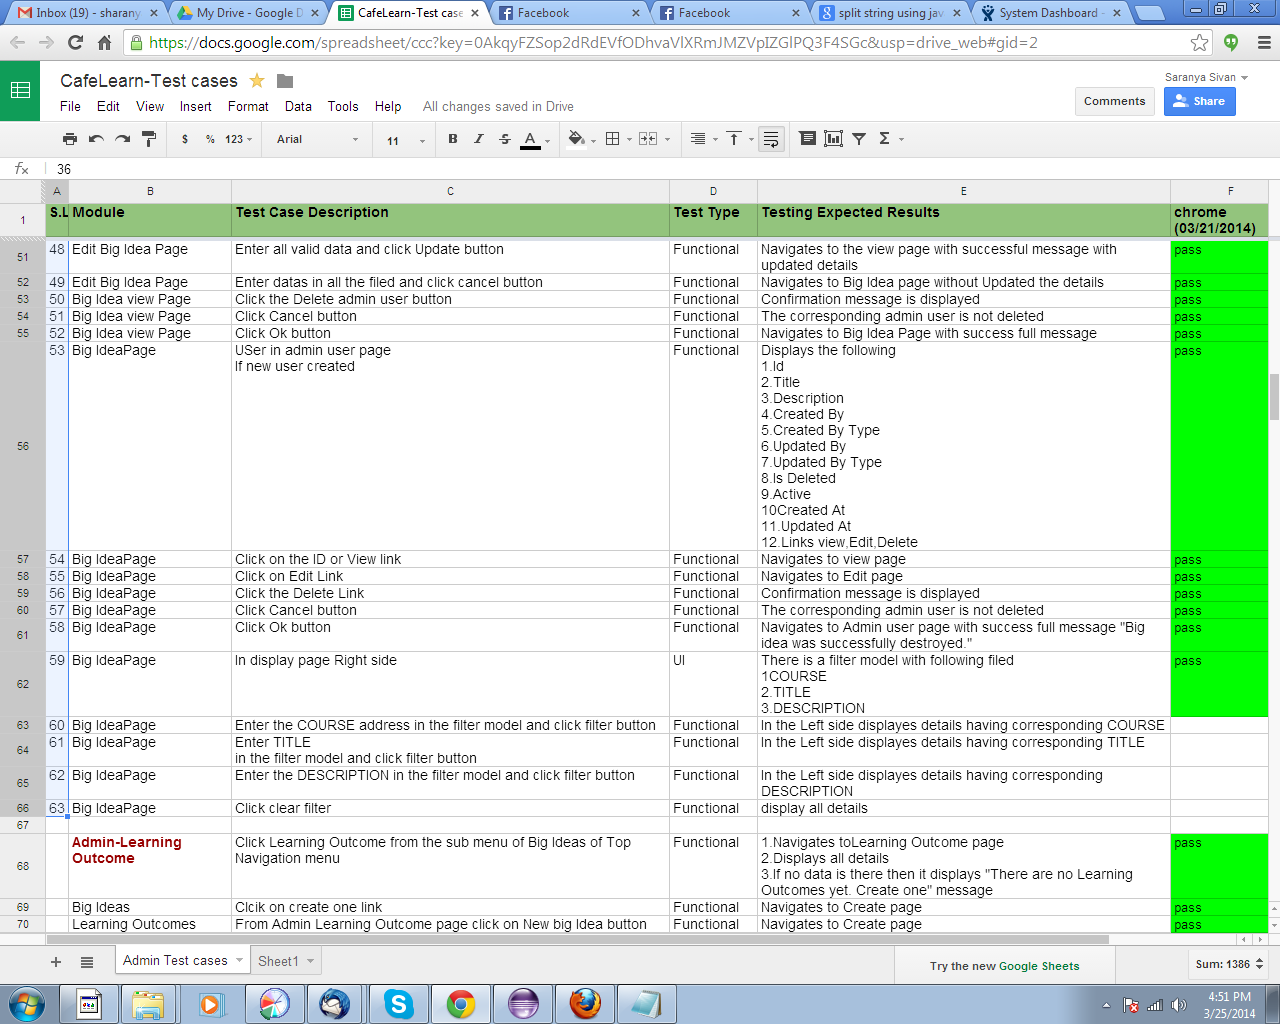 Inbox (19) - sharany
My Drive - Google D
CafeLearn-Test case
Facebook
Facebook
split string using jav
System Dashboard -
https://docs.google.com/spreadsheet/ccc?key=0AkqyFZSop2dRdEVfODhvaVlXRmJMZVpIZGlPQ3F4SGc&usp=drive_web#gid=2
CafeLearn-Test cases
Saranya Sivan
File Edit View Insert Format Data Tools Help All changes saved in Drive
Comments Share
$ % 123 Arial 11 B I S A Σ
fx 36
A B C D E F
1 S.L Module Test Case Description Test Type Testing Expected Results chrome
(03/21/2014)
51 48 Edit Big Idea Page Enter all valid data and click Update button Functional Navigates to the view page with successful message with pass
updated details
52 49 Edit Big Idea Page Enter datas in all the filed and click cancel button Functional Navigates to Big Idea page without Updated the details pass
53 50 Big Idea view Page Click the Delete admin user button Functional Confirmation message is displayed pass
54 51 Big Idea view Page Click Cancel button Functional The corresponding admin user is not deleted pass
55 52 Big Idea view Page Click Ok button Functional Navigates to Big Idea Page with success full message pass
56 53 Big IdeaPage USer in admin user page Functional Displays the following pass
If new user created 1.Id
2.Title
3.Description
4.Created By
5.Created By Type
6.Updated By
7.Updated By Type
8.Is Deleted
9.Active
10Created At
11.Updated At
12.Links view,Edit,Delete
57 54 Big IdeaPage Click on the ID or View link Functional Navigates to view page pass
58 55 Big IdeaPage Click on Edit Link Functional Navigates to Edit page pass
59 56 Big IdeaPage Click the Delete Link Functional Confirmation message is displayed pass
60 57 Big IdeaPage Click Cancel button Functional The corresponding admin user is not deleted pass
61 58 Big IdeaPage Click Ok button Functional Navigates to Admin user page with success full message "Big pass
idea was successfully destroyed."
62 59 Big IdeaPage In display page Right side UI There is a filter model with following filed pass
1COURSE
2.TITLE
3.DESCRIPTION
63 60 Big IdeaPage Enter the COURSE address in the filter model and click filter button Functional In the Left side displayes details having corresponding COURSE
64 61 Big IdeaPage Enter TITLE Functional In the Left side displayes details having corresponding TITLE
in the filter model and click filter button
65 62 Big IdeaPage Enter the DESCRIPTION in the filter model and click filter button Functional In the Left side displayes details having corresponding
DESCRIPTION
66 63 Big IdeaPage Click clear filter Functional display all details
67
68 Admin-Learning Click Learning Outcome from the sub menu of Big Ideas of Top Functional 1.Navigates toLearning Outcome page pass
Outcome Navigation menu 2.Displays all details
3.If no data is there then it displays "There are no Learning
Outcomes yet. Create one" message
69 Big Ideas Clcik on create one link Functional Navigates to Create page pass
70 Learning Outcomes From Admin Learning Outcome page click on New big Idea button Functional Navigates to Create page pass
Admin Test cases Sheet1 Try the new Google Sheets Sum: 1386
4:51 PM
3/25/2014